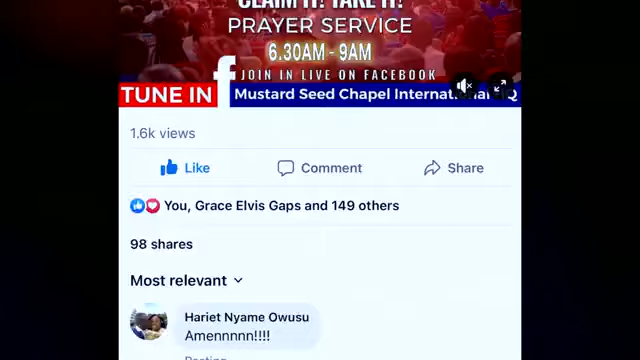 CLAIM IT! TAKE IT!
PRAYER SERVICE
6.30AM - 9AM
JOIN IN LIVE ON FACEBOOK
TUNE IN f Mustard Seed Chapel International Q
1.6k views
Like Comment Share
You, Grace Elvis Gaps and 149 others
98 shares
Most relevant
Hariet Nyame Owusu
Amennnnn!!!!
Posting